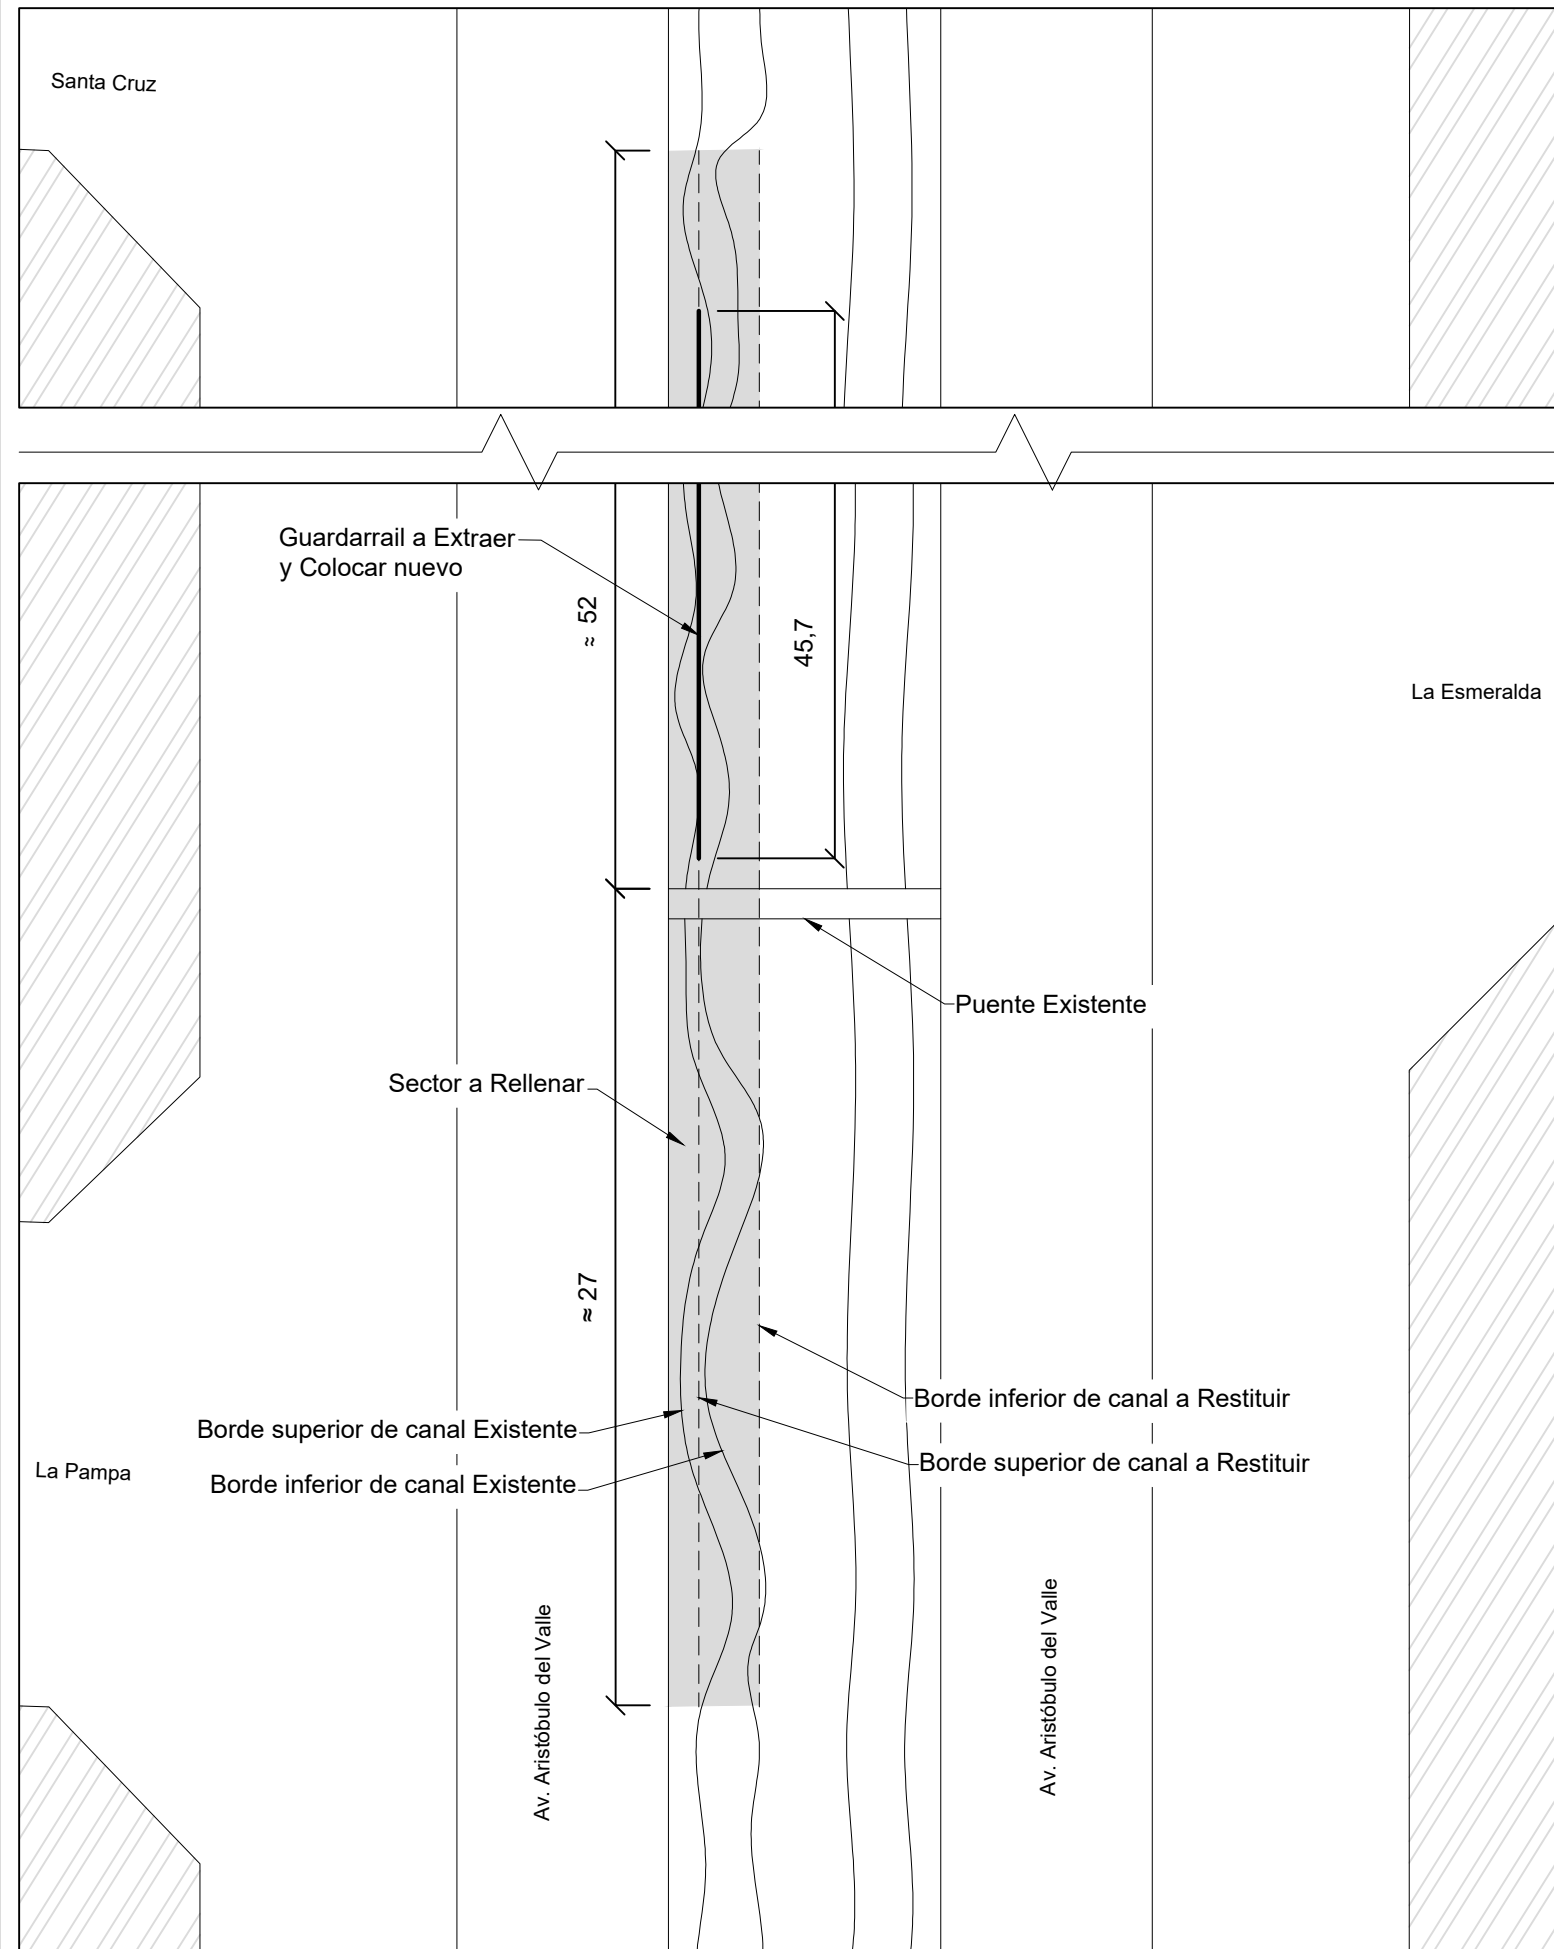 Santa Cruz
Guardarrail a Extraer
y Colocar nuevo
≈ 52
45,7
La Esmeralda
Puente Existente
Sector a Rellenar
≈ 27
Borde inferior de canal a Restituir
Borde superior de canal Existente
Borde superior de canal a Restituir
La Pampa
Borde inferior de canal Existente
Av. Aristóbulo del Valle
Av. Aristóbulo del Valle